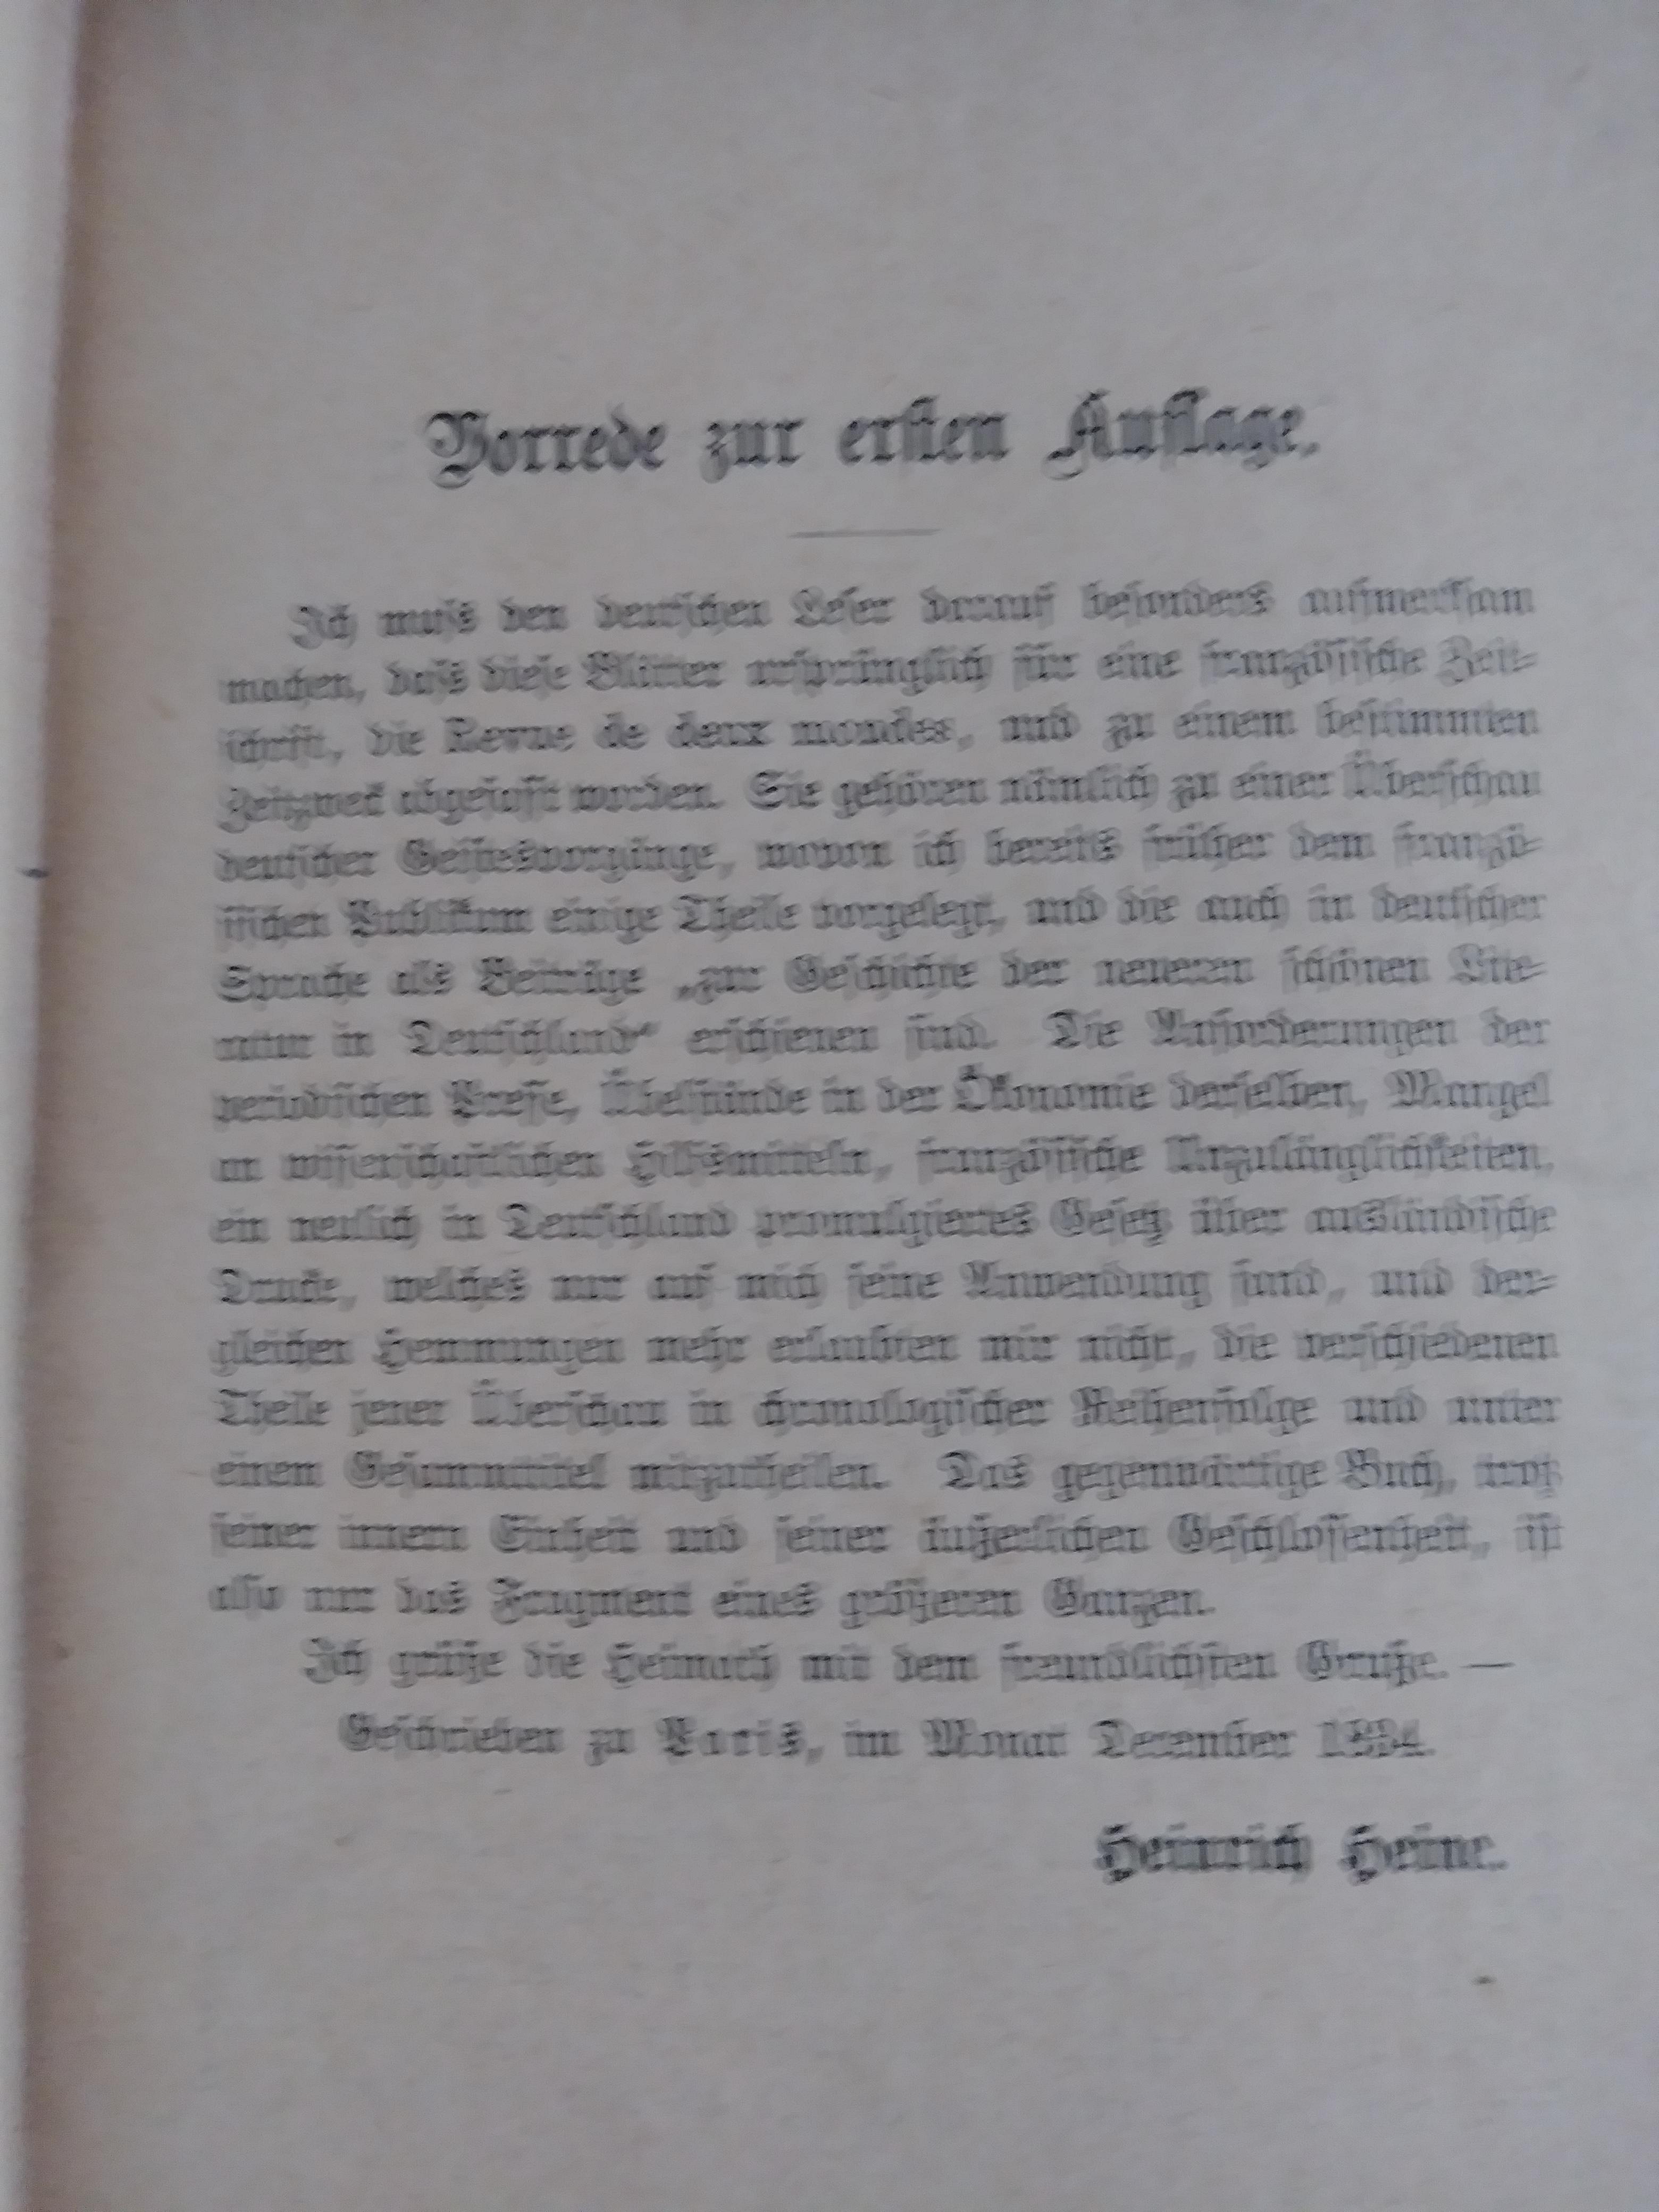 Vorrede zur ersten Auflage.
Ich muſs den deutschen Leser darauf besonders aufmerksam
machen, daſs diese Blätter ursprünglich für eine französische Zeit-
schrift, die Revue de deux mondes, und zu einem bestimmten
Zeitzweck abgefasst worden. Sie gehören nämlich zu einer Überschau
deutscher Geistesvorgänge, wovon ich bereits früher dem franzö-
sischen Publikum einige Theile vorgelegt, und die auch in deutscher
Sprache als Beiträge „zur Geschichte der neueren schönen Lite-
ratur in Deutschland“ erschienen sind. Die Anforderungen der
periodischen Presse, Übelstände in der Ökonomie derselben, Mangel
an wissenschaftlichen Hilfsmitteln, französische Unzulänglichkeiten,
ein neulich in Deutschland promulgiertes Gesetz über ausländische
Drucke, welches nur auf mich seine Anwendung fand, und der-
gleichen Hemmungen mehr erlaubten mir nicht, die verschiedenen
Theile jener Überschau in chronologischer Reihenfolge und unter
einem Gesammttitel mitzutheilen. Das gegenwärtige Buch, trotz
seiner innern Einheit und seiner äußerlichen Geschlossenheit, ist
also nur das Fragment eines größeren Ganzen.
Ich grüße die Heimath mit dem freundlichsten Gruße. —
Geschrieben zu Paris, im Monat December 1834.
Heinrich Heine.